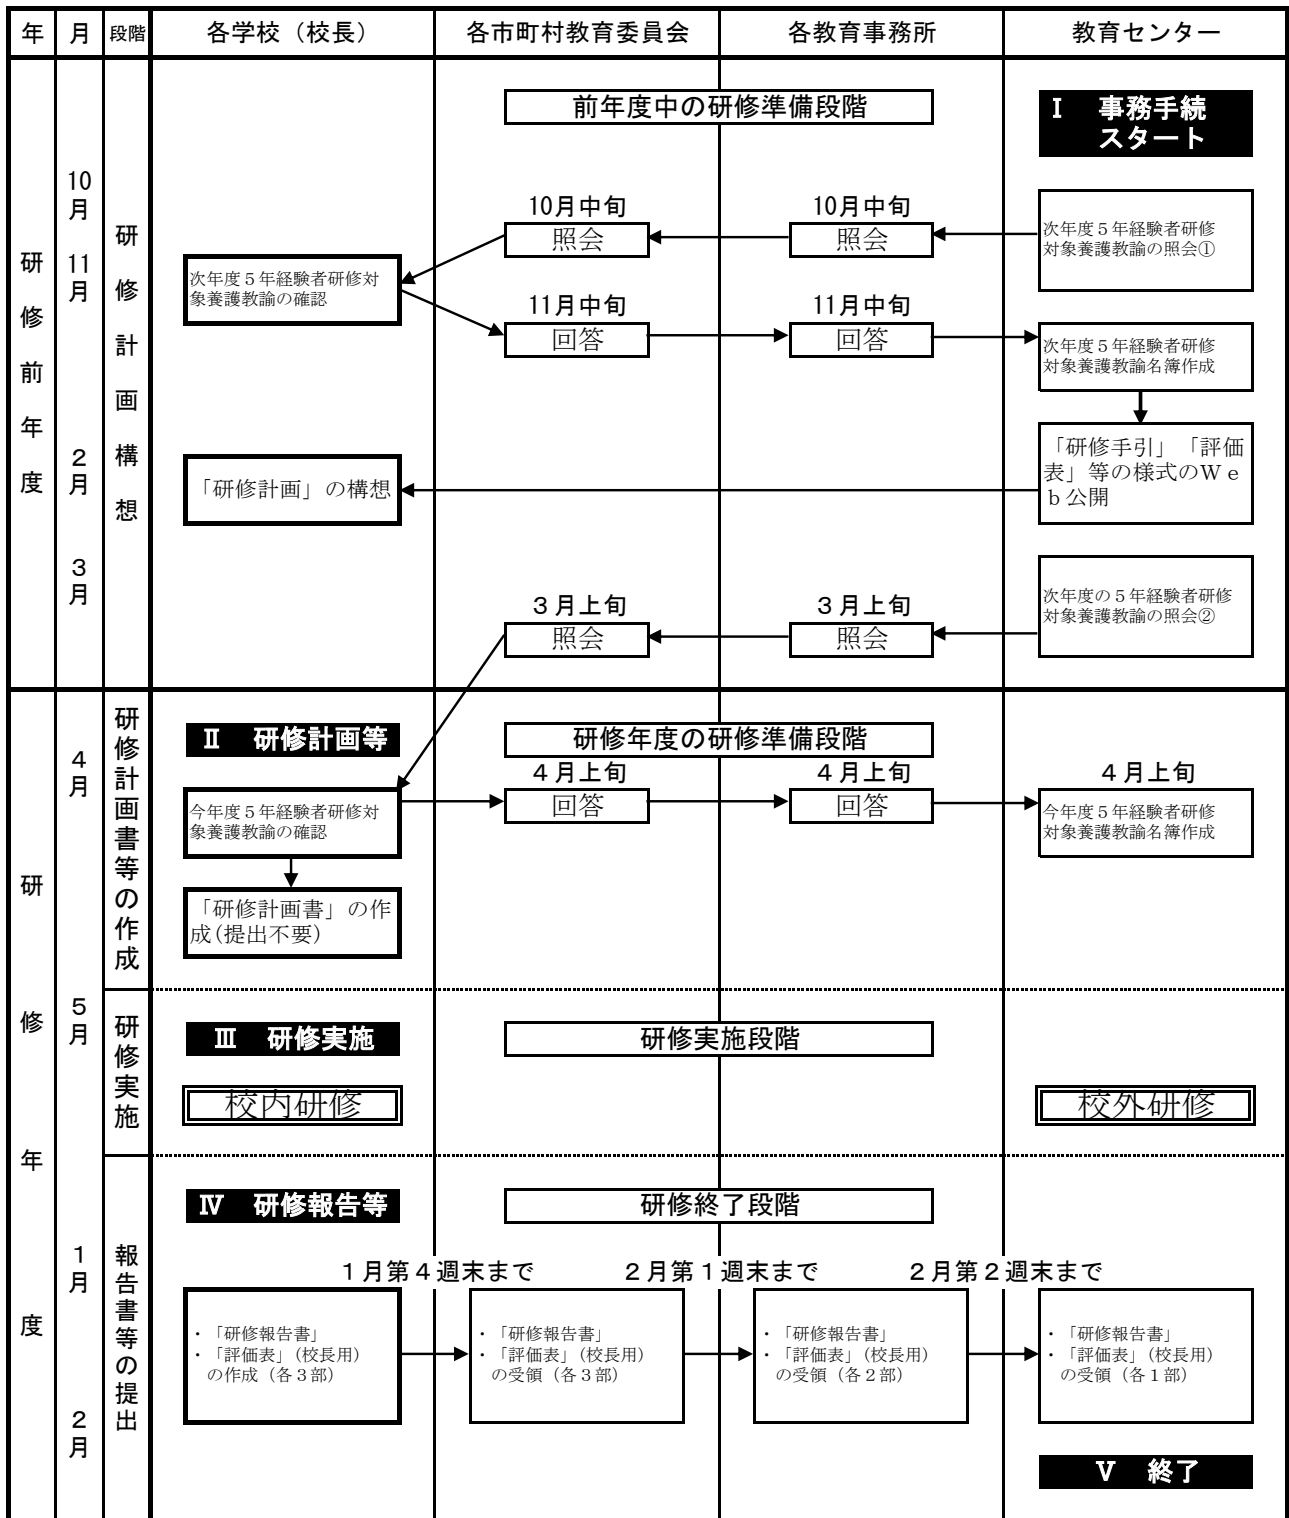 年 月 段階 各学校（校長） 各市町村教育委員会 各教育事務所 教育センター
研修前年度
10月
11月
2月
3月
研修計画構想
前年度中の研修準備段階
Ⅰ 事務手続
スタート
10月中旬
照会
10月中旬
照会
次年度５年経験者研修
対象養護教諭の照会①
次年度５年経験者研修対
象養護教諭の確認
11月中旬
回答
11月中旬
回答
次年度５年経験者研修
対象養護教諭名簿作成
「研修計画」の構想
「研修手引」「評価
表」等の様式のＷｅ
ｂ公開
３月上旬
照会
３月上旬
照会
次年度の５年経験者研修
対象養護教諭の照会②
研修年度
4月
5月
1月
2月
研修計画書等の作成
Ⅱ 研修計画等
研修年度の研修準備段階
今年度５年経験者研修対
象養護教諭の確認
４月上旬
回答
４月上旬
回答
４月上旬
今年度５年経験者研修
対象養護教諭名簿作成
「研修計画書」の作
成(提出不要)
研修実施
Ⅲ 研修実施
研修実施段階
校内研修
校外研修
報告書等の提出
Ⅳ 研修報告等
研修終了段階
１月第４週末まで
２月第１週末まで
２月第２週末まで
・「研修報告書」
・「評価表」(校長用)
の作成（各３部）
・「研修報告書」
・「評価表」(校長用)
の受領（各３部）
・「研修報告書」
・「評価表」(校長用)
の受領（各２部）
・「研修報告書」
・「評価表」(校長用)
の受領（各１部）
Ⅴ 終了